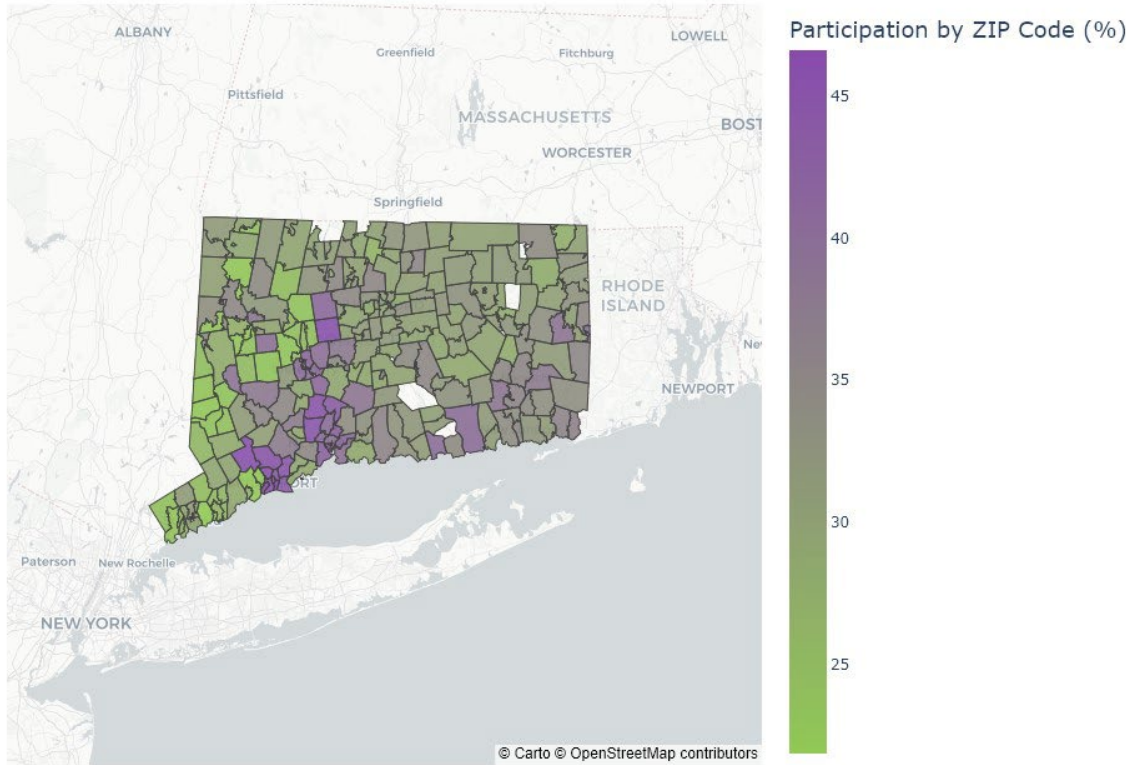 Participation by ZIP Code (%)
45
40
35
30
25
ALBANY
LOWELL
Greenfield
Fitchburg
Pittsfield
MASSACHUSETTS
BOST
WORCESTER
Springfield
RHODE
ISLAND
Ne
NEWPORT
ORT
Paterson
New Rochelle
NEW YORK
© Carto © OpenStreetMap contributors